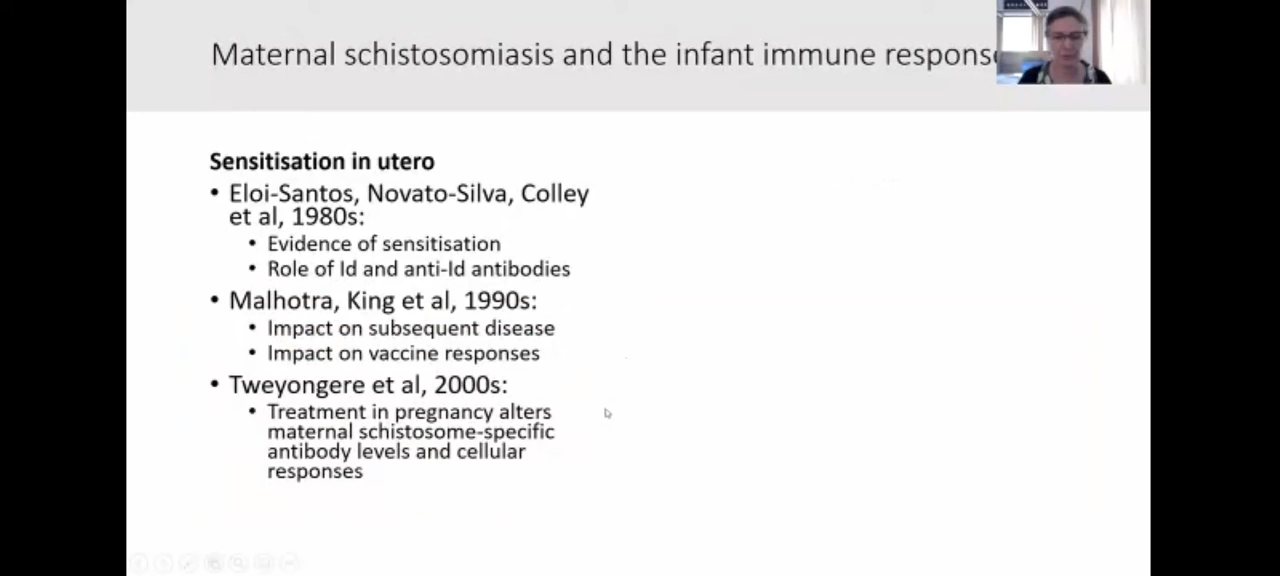 Maternal schistosomiasis and the infant immune respons
Sensitisation in utero
• Eloi-Santos, Novato-Silva, Colley
et al, 1980s:
• Evidence of sensitisation
• Role of Id and anti-Id antibodies
• Malhotra, King et al, 1990s:
• Impact on subsequent disease
• Impact on vaccine responses
• Tweyongere et al, 2000s:
• Treatment in pregnancy alters
maternal schistosome-specific
antibody levels and cellular
responses